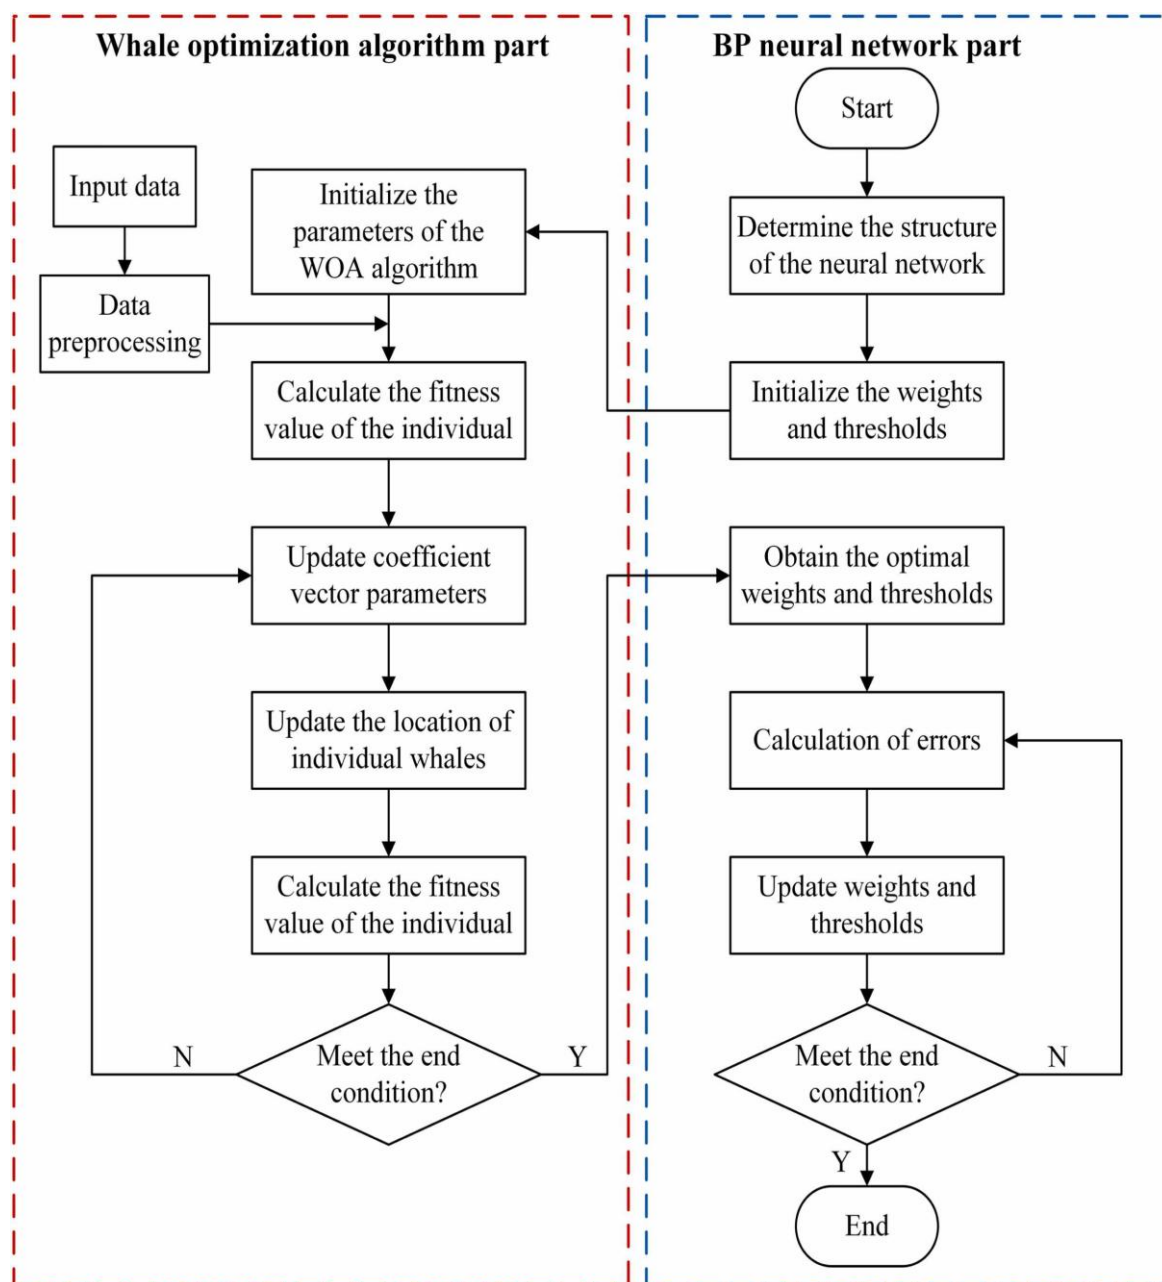 Whale optimization algorithm part
Input data
Data
preprocessing
Initialize the
parameters of the
WOA algorithm
Calculate the fitness
value of the individual
Update coefficient
vector parameters
Update the location of
individual whales
Calculate the fitness
value of the individual
Meet the end
condition?
N
Y
BP neural network part
Start
Determine the structure
of the neural network
Initialize the weights
and thresholds
Obtain the optimal
weights and thresholds
Calculation of errors
Update weights and
thresholds
Meet the end
condition?
N
Y
End